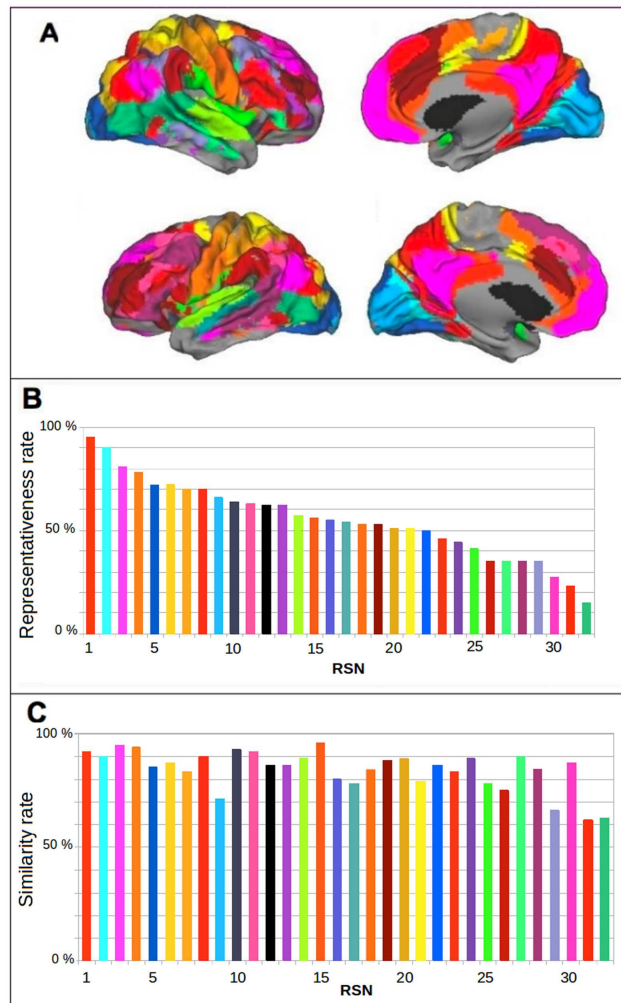 A
B
100 %
50 %
0 %
Representativeness rate
1 5 10 15 20 25 30
RSN
C
100 %
50 %
0 %
Similarity rate
1 5 10 15 20 25 30
RSN